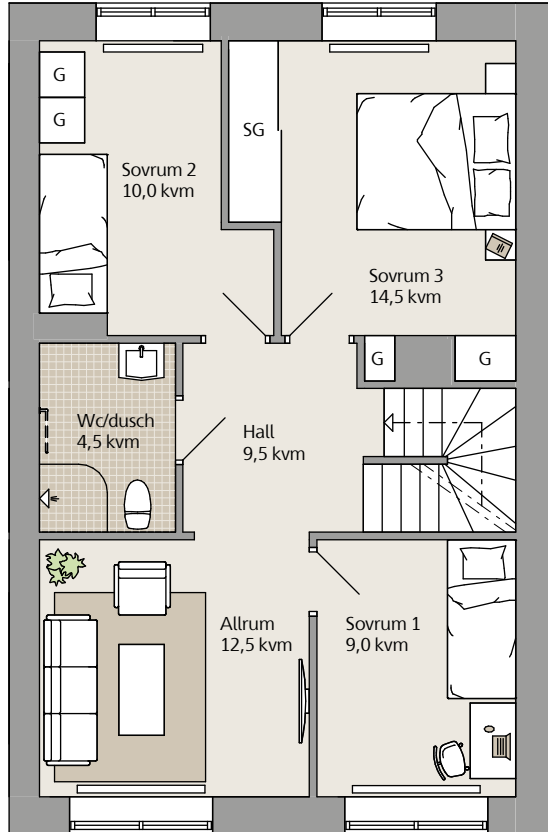 G
G
SG
Sovrum 2
10,0 kvm
Sovrum 3
14,5 kvm
G
G
Wc/dusch
4,5 kvm
Hall
9,5 kvm
Allrum
12,5 kvm
Sovrum 1
9,0 kvm